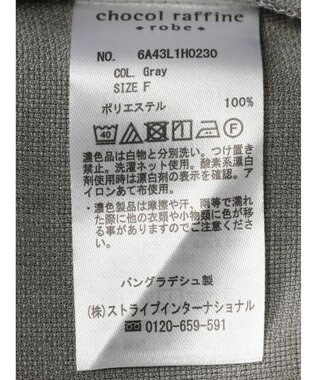 chocol raffine
- robe -
NO. 6A43L1H0230
COL. Gray
SIZE F
ポリエステル 100%
40
F
濃色品は白物と分別洗い。つけ置き
禁止。洗濯ネット使用。酸素系漂白
剤使用時は漂白剤の表示を確認。ア
イロンあて布使用。
・濃色製品は摩擦や汗、雨等で濡れ
た際に他の衣類や小物類に色が移
る事がありますのでご注意くださ
い。
バングラデシュ製
(株)ストライプインターナショナル
0120-659-591